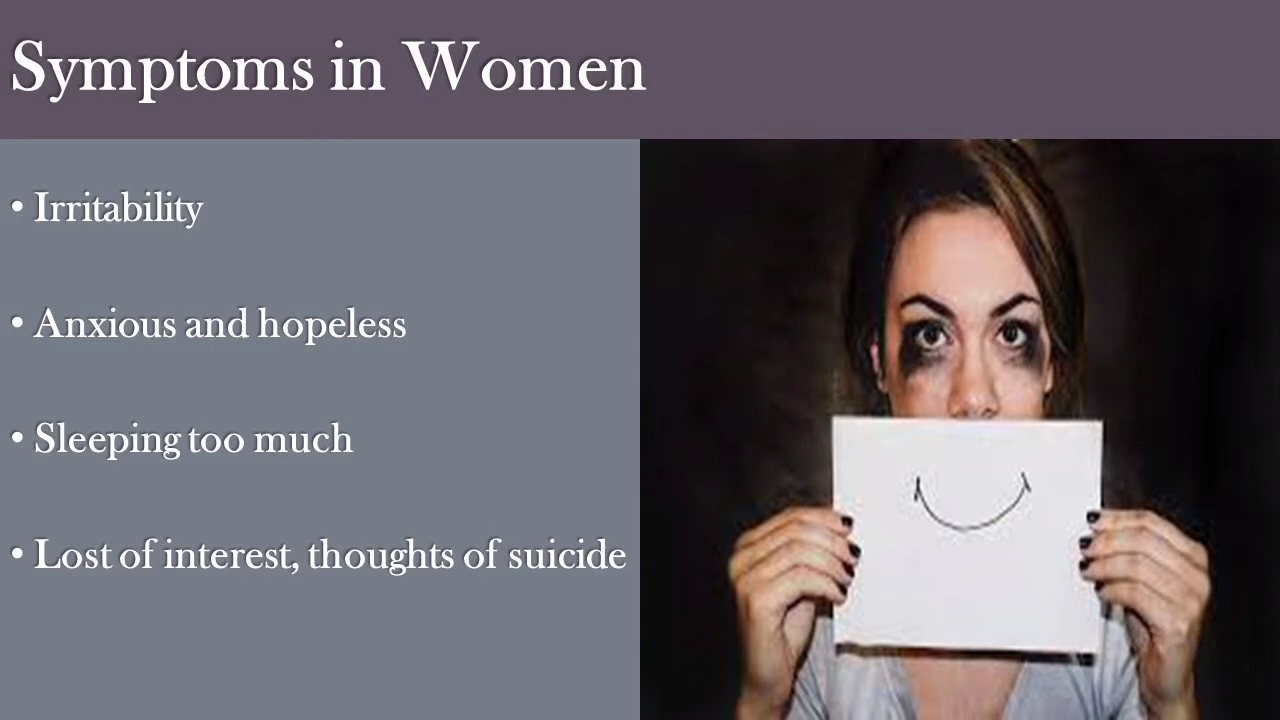 Symptoms in Women
• Irritability
• Anxious and hopeless
• Sleeping too much
• Lost of interest, thoughts of suicide